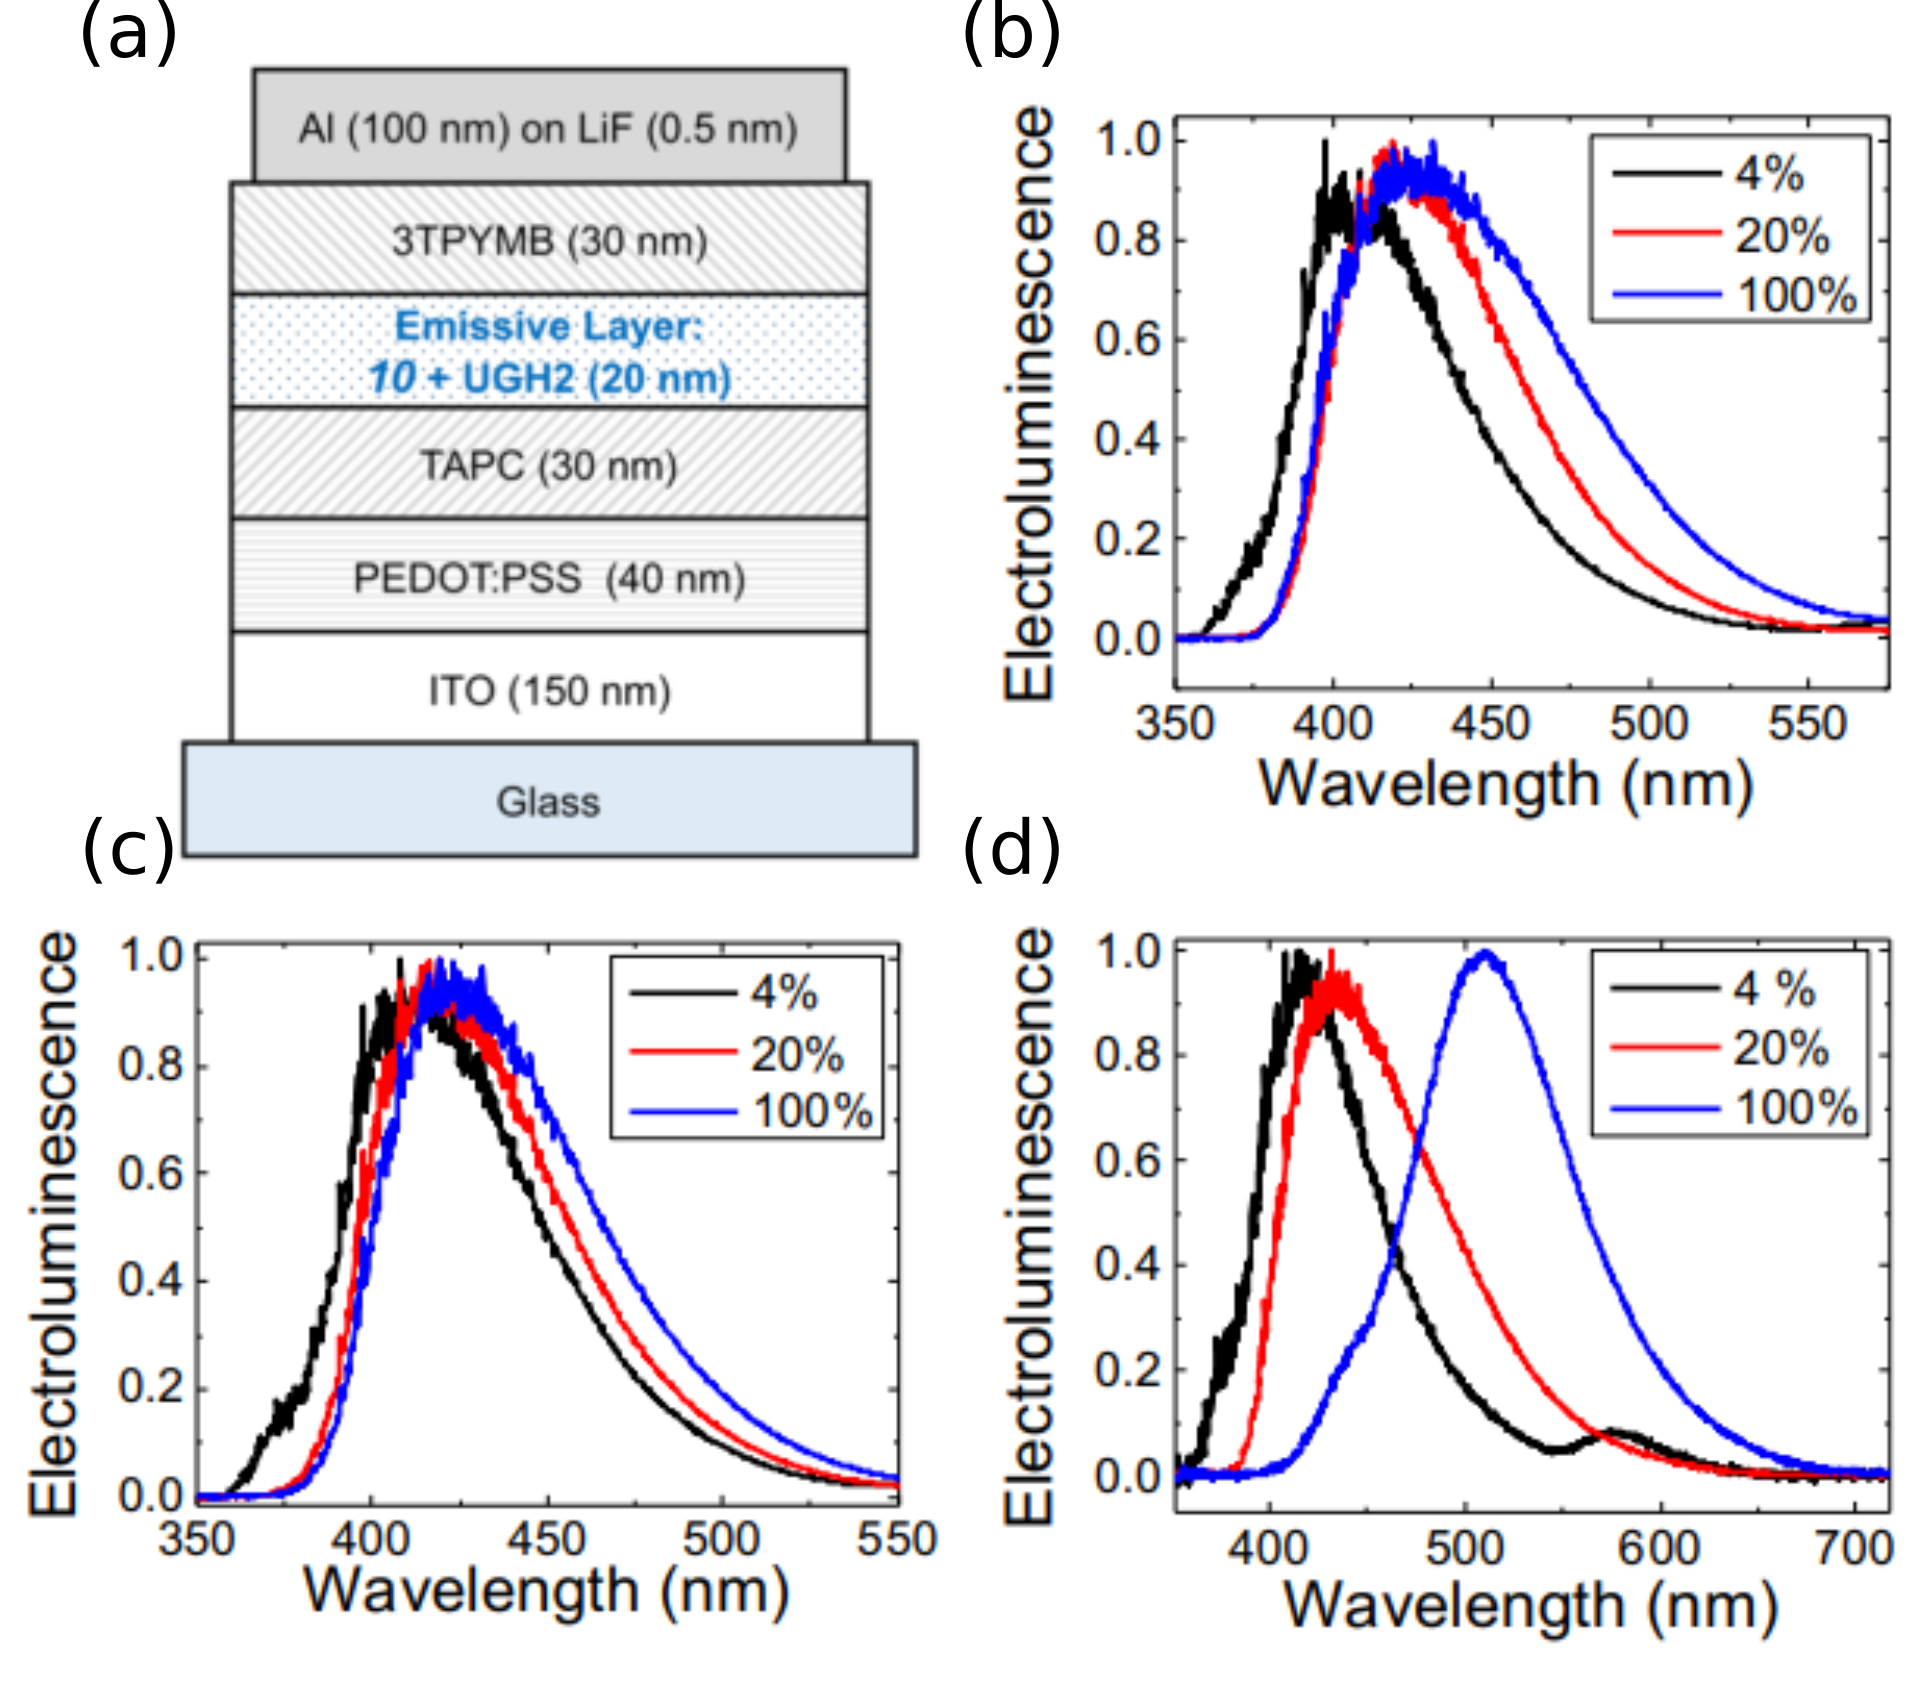 (a)
Al (100 nm) on LiF (0.5 nm)
3TPYMB (30 nm)
Emissive Layer:
10 + UGH2 (20 nm)
TAPC (30 nm)
PEDOT:PSS (40 nm)
ITO (150 nm)
Glass
(b)
Electroluminescence
1.0
0.8
0.6
0.4
0.2
0.0
4%
20%
100%
350 400 450 500 550
Wavelength (nm)
(c)
Electroluminescence
1.0
0.8
0.6
0.4
0.2
0.0
4%
20%
100%
350 400 450 500 550
Wavelength (nm)
(d)
Electroluminescence
1.0
0.8
0.6
0.4
0.2
0.0
4 %
20%
100%
400 500 600 700
Wavelength (nm)